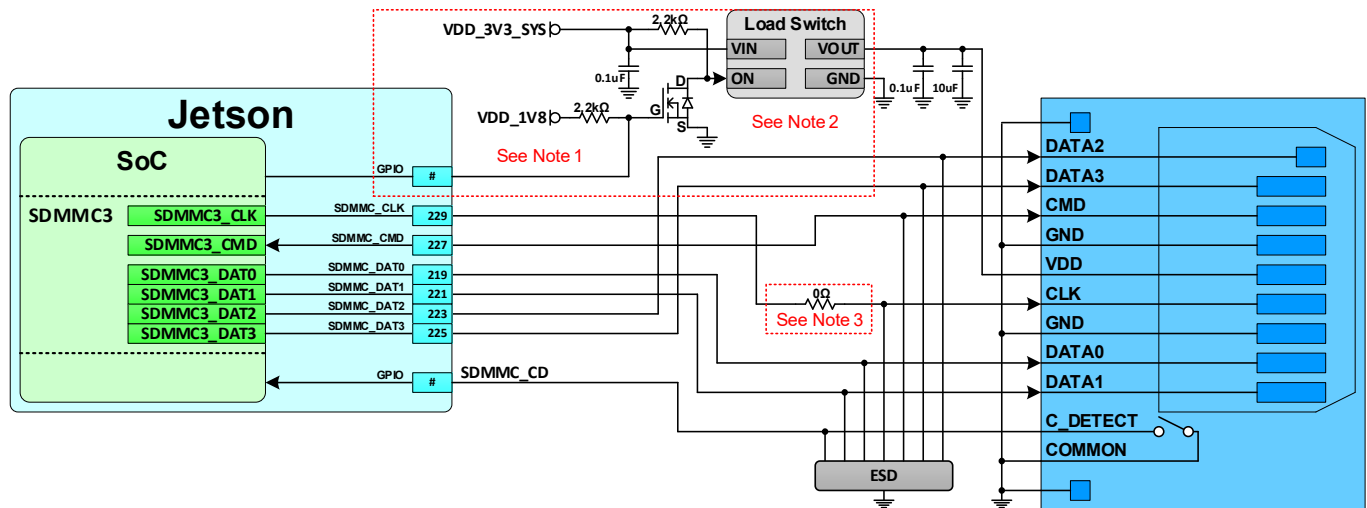 VDD_3V3_SYS
2.2kΩ
Load Switch
VIN
VOUT
ON
GND
0.1uF
0.1uF
10uF
D
G
S
VDD_1V8
2.2kΩ
See Note 1
See Note 2
Jetson
SoC
GPIO
#
SDMMC3
SDMMC3_CLK
SDMMC_CLK
229
SDMMC3_CMD
SDMMC_CMD
227
SDMMC3_DAT0
SDMMC_DAT0
219
SDMMC3_DAT1
SDMMC_DAT1
221
SDMMC3_DAT2
SDMMC_DAT2
223
SDMMC3_DAT3
SDMMC_DAT3
225
GPIO
#
SDMMC_CD
0Ω
See Note 3
ESD
DATA2
DATA3
CMD
GND
VDD
CLK
GND
DATA0
DATA1
C_DETECT
COMMON